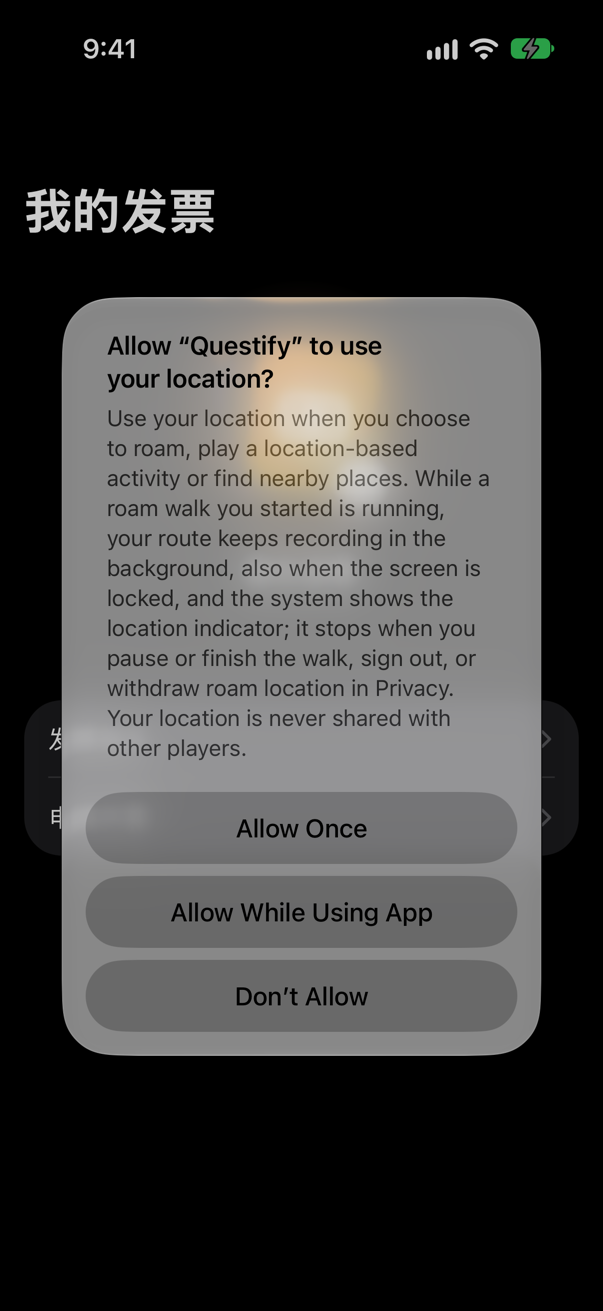 9:41
我的发票
Allow “Questify” to use
your location?
Use your location when you choose
to roam, play a location-based
activity or find nearby places. While a
roam walk you started is running,
your route keeps recording in the
background, also when the screen is
locked, and the system shows the
location indicator; it stops when you
pause or finish the walk, sign out, or
withdraw roam location in Privacy.
Your location is never shared with
other players.
Allow Once
Allow While Using App
Don’t Allow